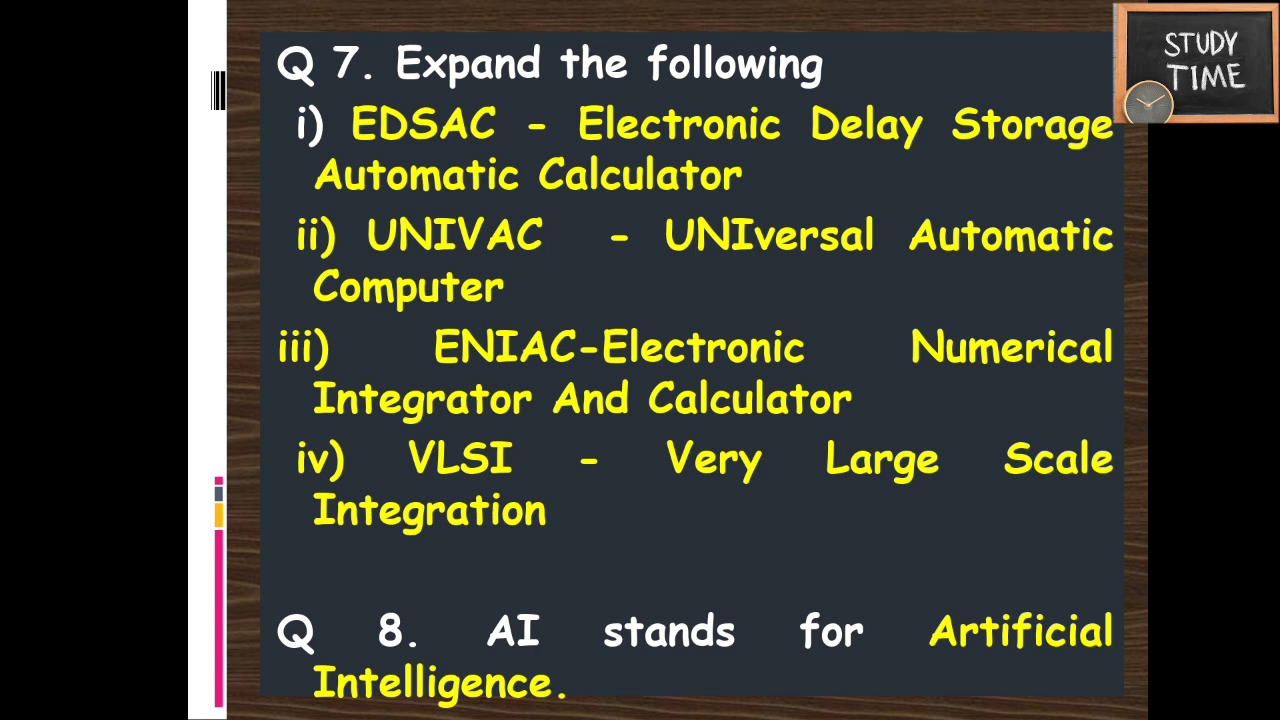 STUDY
TIME
Q 7. Expand the following
i) EDSAC - Electronic Delay Storage
Automatic Calculator
ii) UNIVAC - UNIversal Automatic
Computer
iii) ENIAC-Electronic Numerical
Integrator And Calculator
iv) VLSI - Very Large Scale
Integration
Q 8. AI stands for Artificial
Intelligence.